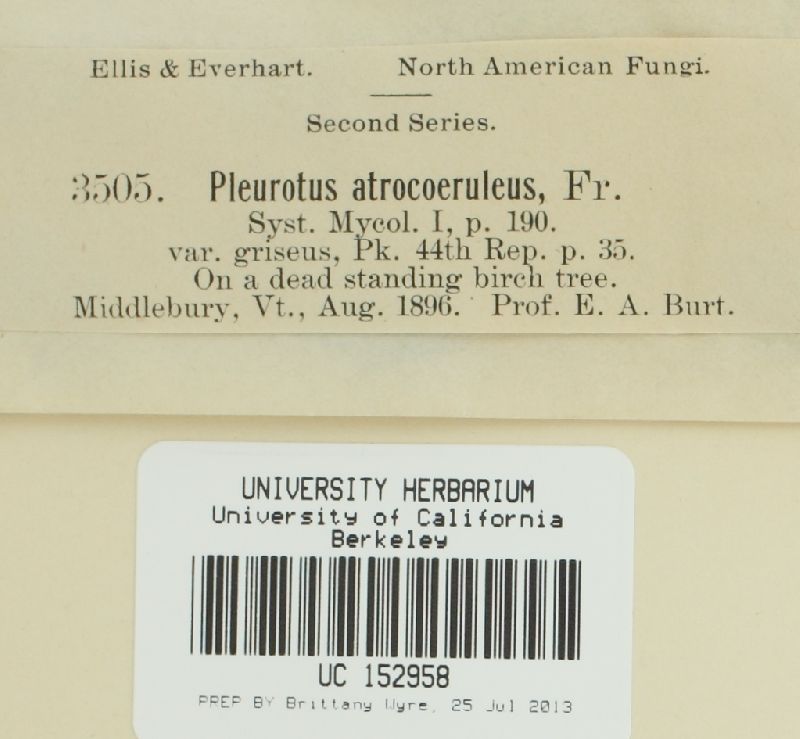 Ellis & Everhart. North American Fungi.
Second Series.
3505. Pleurotus atrocoeruleus, Fr.
Syst. Mycol. I, p. 190.
var. griseus, Pk. 44th Rep. p. 35.
On a dead standing birch tree.
Middlebury, Vt., Aug. 1896. Prof. E. A. Burt.
UNIVERSITY HERBARIUM
University of California
Berkeley
UC 152958
PREP BY Brittany Wyre, 25 Jul 2013